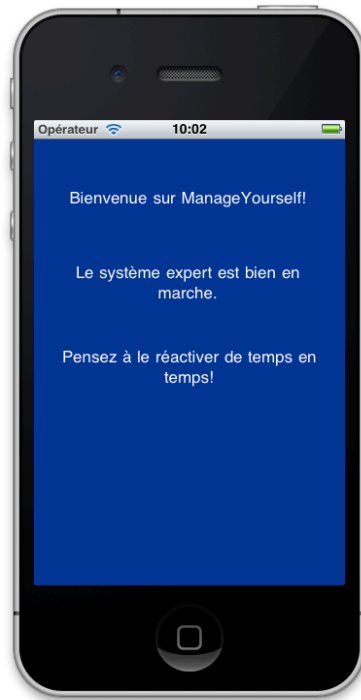 Opérateur 10:02
Bienvenue sur ManageYourself!
Le système expert est bien en
marche.
Pensez à le réactiver de temps en
temps!